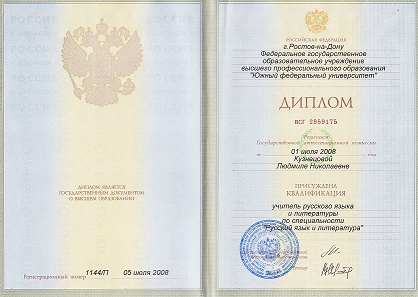 ДИПЛОМ ЯВЛЯЕТСЯ
ГОСУДАРСТВЕННЫМ ДОКУМЕНТОМ
О ВЫСШЕМ ОБРАЗОВАНИИ
Регистрационный номер 1144/П 05 июля 2008
РОССИЙСКАЯ ФЕДЕРАЦИЯ
г.Ростов-на-Дону
Федеральное государственное
образовательное учреждение
высшего профессионального образования
"Южный федеральный университет"
ДИПЛОМ
ВСГ 2859175
Решением
Государственной аттестационной комиссии
от 01 июля 2008
Кузнецовой
Людмиле Николаевне
ПРИСУЖДЕНА
КВАЛИФИКАЦИЯ
учитель русского языка
и литературы
по специальности
"Русский язык и литература"